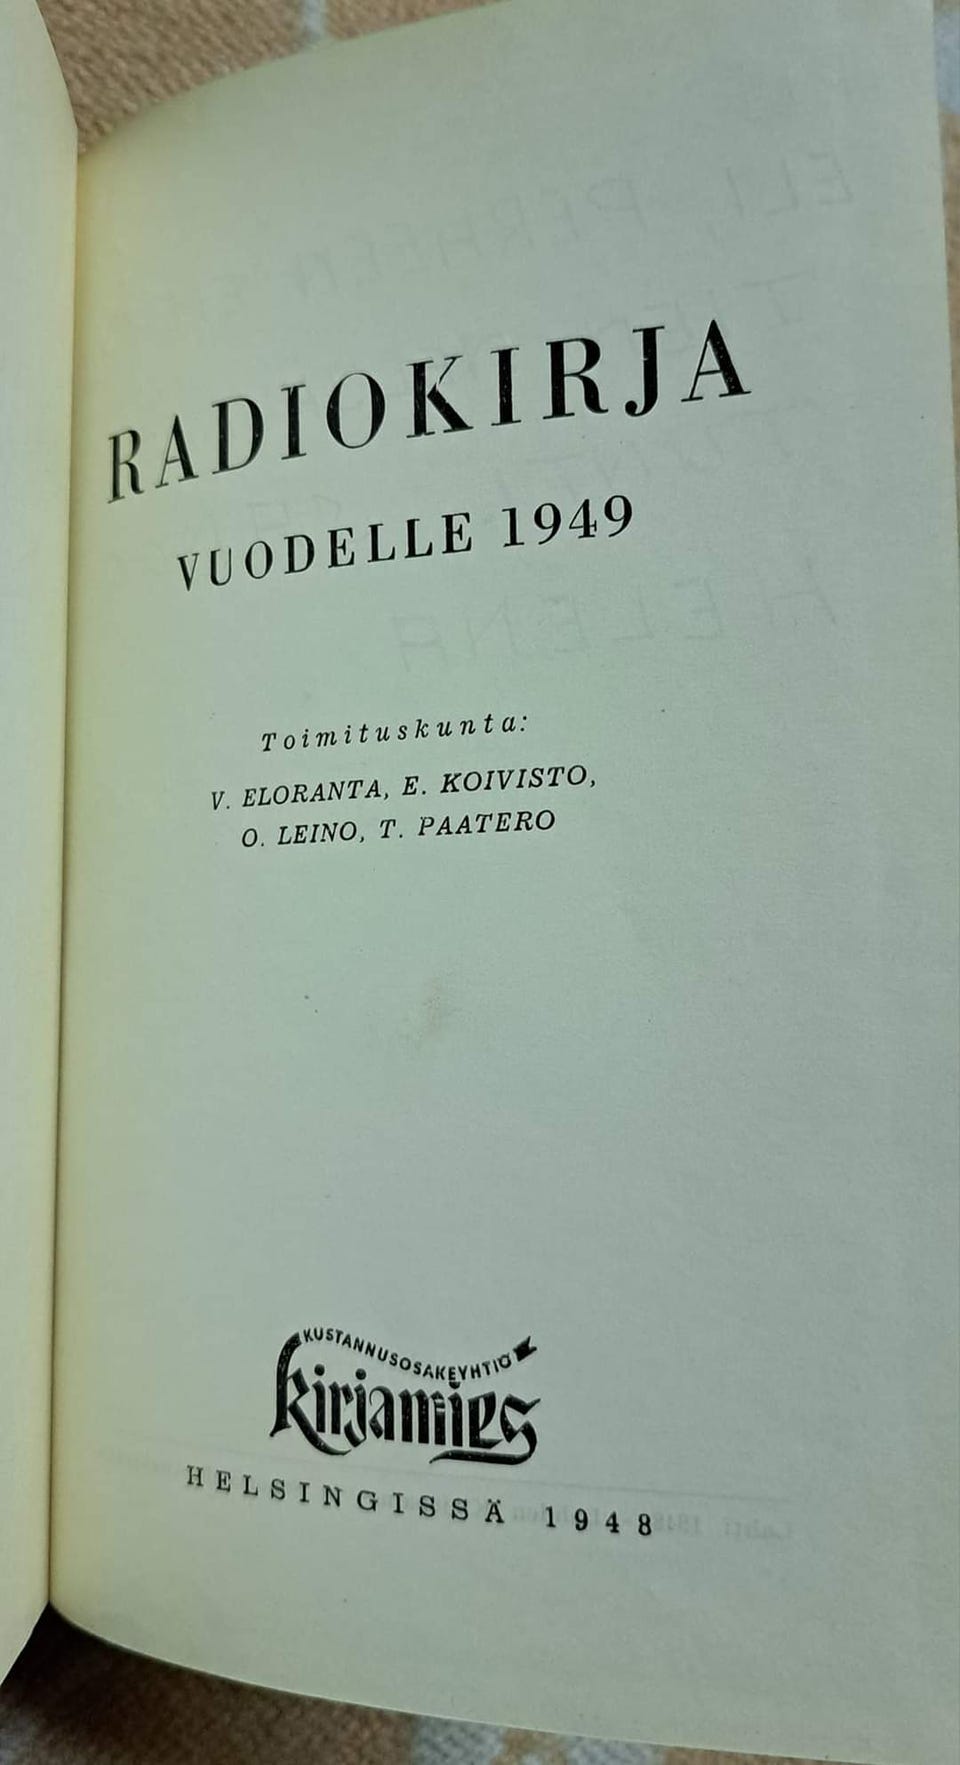 RADIOKIRJA
VUODELLE 1949
Toimituskunta:
V. ELORANTA, E. KOIVISTO,
O. LEINO, T. PAATERO
KUSTANNUSOSAKEYHTIÖ
kirjamies
HELSINGISSÄ 1948